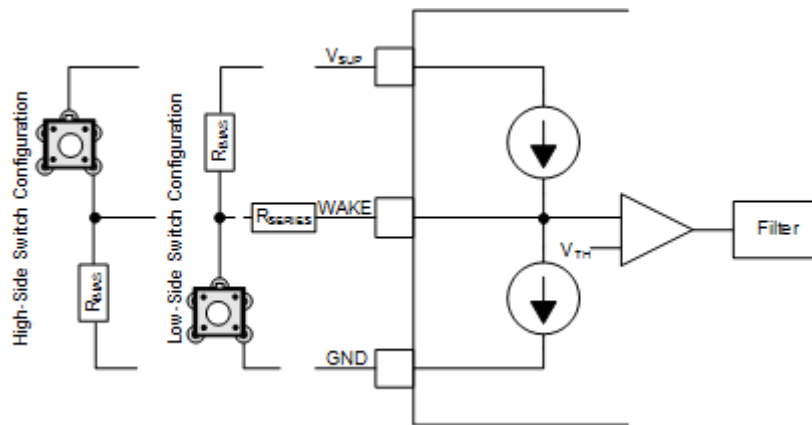 High-Side Switch Configuration
RBIAS
Low-Side Switch Configuration
RBIAS
RSERIES
VSUP
WAKE
GND
VTH
Filter